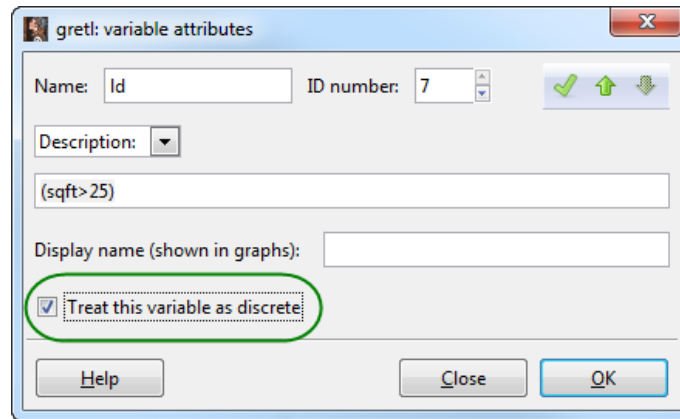 gretl: variable attributes
Name: ld ID number: 7
Description:
(sqft>25)
Display name (shown in graphs):
Treat this variable as discrete
Help Close OK